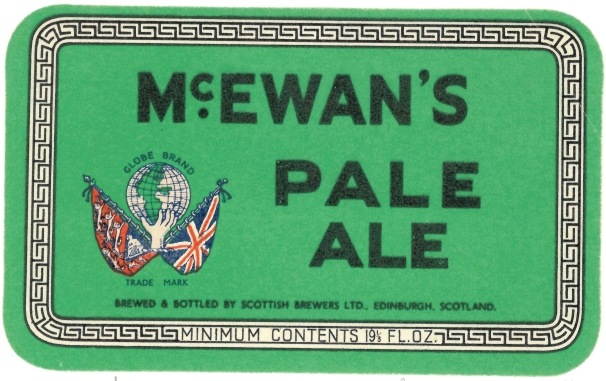 McEWAN'S
PALE
ALE
GLOBE BRAND
TRADE MARK
BREWED & BOTTLED BY SCOTTISH BREWERS LTD., EDINBURGH, SCOTLAND.
MINIMUM CONTENTS 19⅓ FL.OZ.